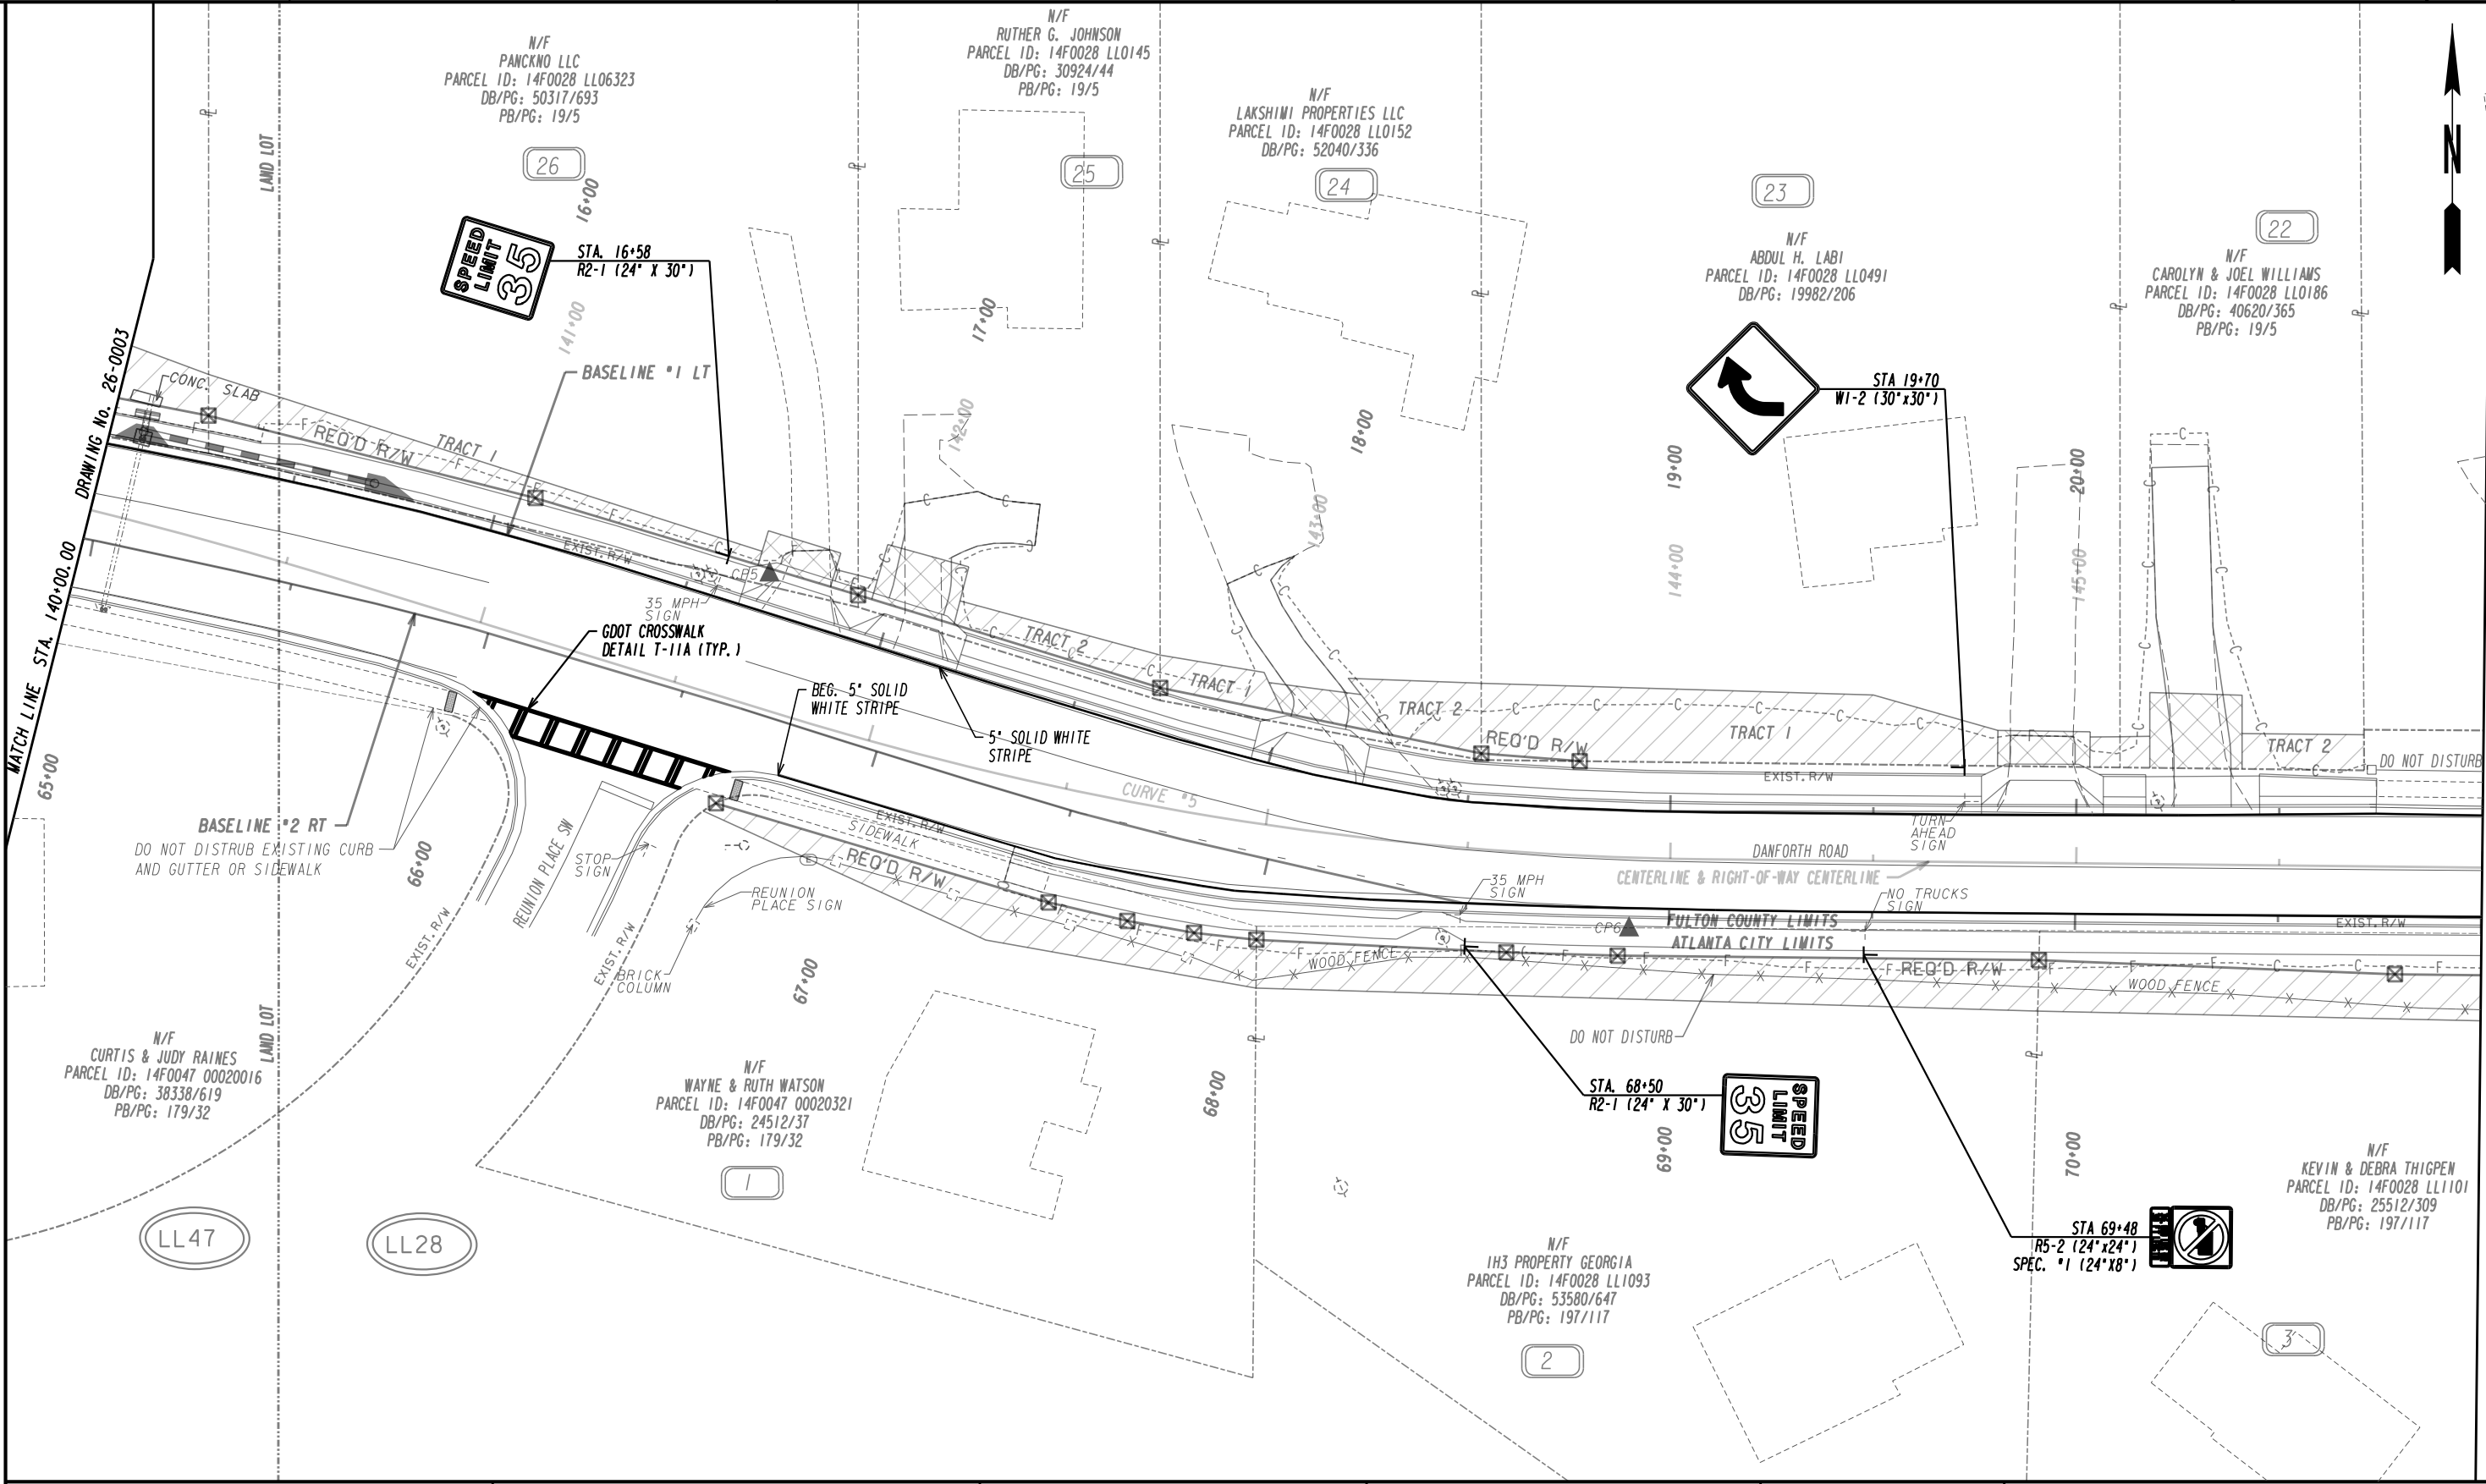 N/F
PANCKNO LLC
PARCEL ID: 14F0028 LL06323
DB/PG: 50317/693
PB/PG: 19/5
26
N/F
RUTHER G. JOHNSON
PARCEL ID: 14F0028 LL0145
DB/PG: 30924/44
PB/PG: 19/5
25
N/F
LAKSHIMI PROPERTIES LLC
PARCEL ID: 14F0028 LL0152
DB/PG: 52040/336
24
23
N/F
ABDUL H. LABI
PARCEL ID: 14F0028 LL0491
DB/PG: 19982/206
22
N/F
CAROLYN & JOEL WILLIAMS
PARCEL ID: 14F0028 LL0186
DB/PG: 40620/365
PB/PG: 19/5
N
LAND LOT
SPEED
LIMIT
35
STA. 16+58
R2-1 (24" X 30")
16+00
141+00
17+00
142+00
18+00
143+00
19+00
144+00
20+00
145+00
STA 19+70
W1-2 (30"x30")
BASELINE #1 LT
MATCH LINE STA. 140+00.00 DRAWING No. 26-0003
CONC. SLAB
REQ'D R/W
TRACT 1
EXIST. R/W
CP5
35 MPH
SIGN
GDOT CROSSWALK
DETAIL T-11A (TYP.)
BEG. 5" SOLID
WHITE STRIPE
5" SOLID WHITE
STRIPE
TRACT 2
TRACT 1
TRACT 2
REQ'D R/W
TRACT 1
EXIST. R/W
TRACT 2
DO NOT DISTURB
CURVE #5
TURN
AHEAD
SIGN
DANFORTH ROAD
CENTERLINE & RIGHT-OF-WAY CENTERLINE
BASELINE #2 RT
DO NOT DISTRUB EXISTING CURB
AND GUTTER OR SIDEWALK
65+00
66+00
REUNION PLACE SW
STOP
SIGN
EXIST. R/W
EXIST. R/W
EXIST. R/W
SIDEWALK
REQ'D R/W
REUNION
PLACE SIGN
BRICK
COLUMN
35 MPH
SIGN
NO TRUCKS
SIGN
CP6
FULTON COUNTY LIMITS
ATLANTA CITY LIMITS
EXIST. R/W
WOOD FENCE
REQ'D R/W
WOOD FENCE
DO NOT DISTURB
67+00
68+00
69+00
70+00
STA. 68+50
R2-1 (24" X 30")
SPEED
LIMIT
35
STA 69+48
R5-2 (24"x24")
SPEC. #1 (24"X8")
LAND LOT
N/F
CURTIS & JUDY RAINES
PARCEL ID: 14F0047 00020016
DB/PG: 38338/619
PB/PG: 179/32
N/F
WAYNE & RUTH WATSON
PARCEL ID: 14F0047 00020321
DB/PG: 24512/37
PB/PG: 179/32
1
LL47
LL28
N/F
IH3 PROPERTY GEORGIA
PARCEL ID: 14F0028 LL1093
DB/PG: 53580/647
PB/PG: 197/117
2
N/F
KEVIN & DEBRA THIGPEN
PARCEL ID: 14F0028 LL1101
DB/PG: 25512/309
PB/PG: 197/117
3